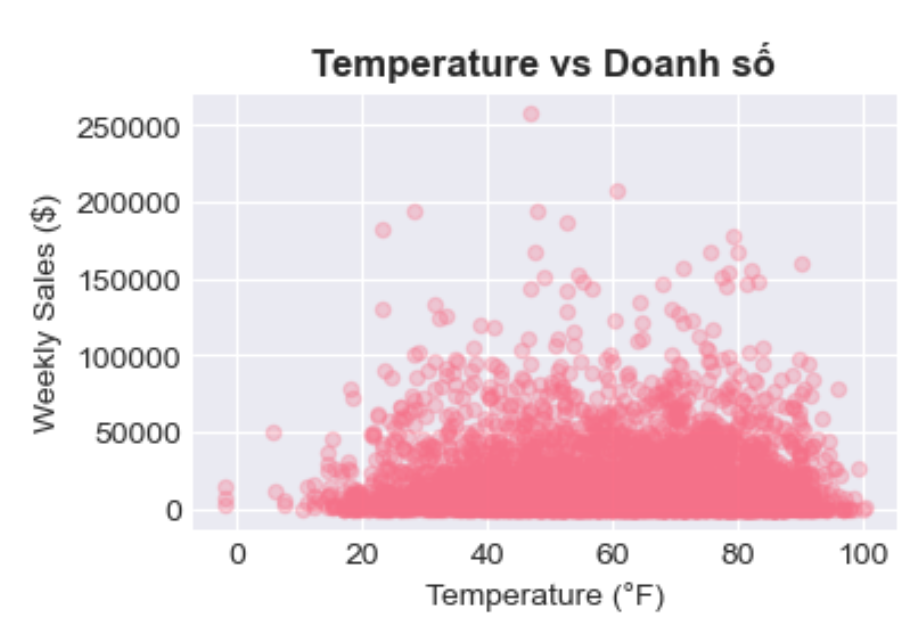 Temperature vs Doanh số
Weekly Sales ($)
250000
200000
150000
100000
50000
0
0 20 40 60 80 100
Temperature (°F)